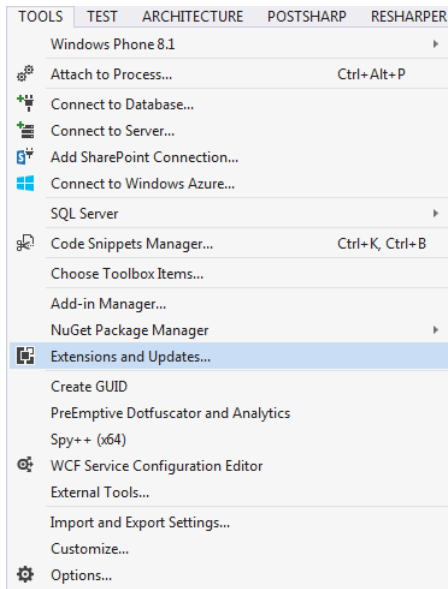 TOOLS TEST ARCHITECTURE POSTSHARP RESHARPER
Windows Phone 8.1
Attach to Process... Ctrl+Alt+P
Connect to Database...
Connect to Server...
Add SharePoint Connection...
Connect to Windows Azure...
SQL Server
Code Snippets Manager... Ctrl+K, Ctrl+B
Choose Toolbox Items...
Add-in Manager...
NuGet Package Manager
Extensions and Updates...
Create GUID
PreEmptive Dotfuscator and Analytics
Spy++ (x64)
WCF Service Configuration Editor
External Tools...
Import and Export Settings...
Customize...
Options...